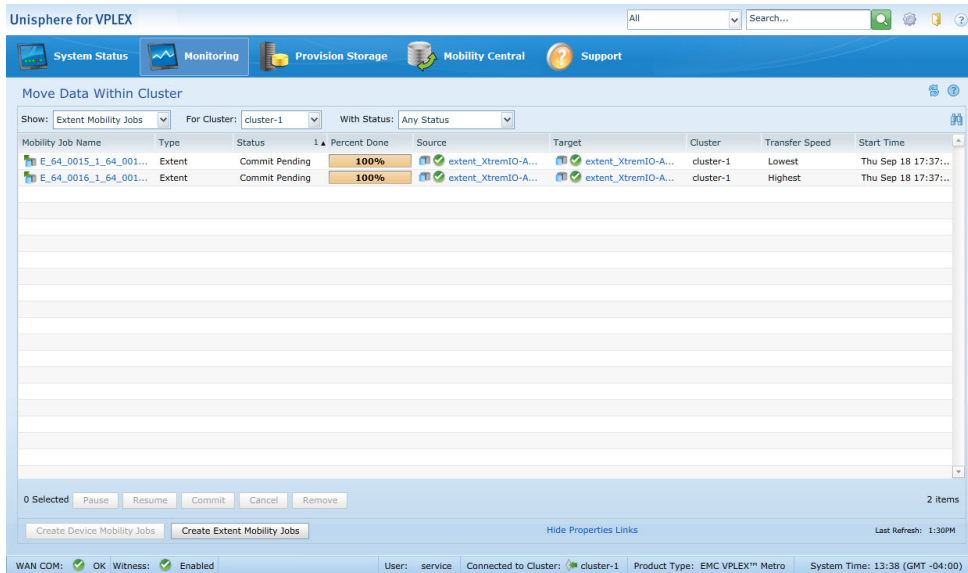 Unisphere for VPLEX
All
Search...
System Status
Monitoring
Provision Storage
Mobility Central
Support
Move Data Within Cluster
Show: Extent Mobility Jobs For Cluster: cluster-1 With Status: Any Status
Mobility Job Name Type Status 1 Percent Done Source Target Cluster Transfer Speed Start Time
E_64_0015_1_64_001... Extent Commit Pending 100% extent_XtremIO-A... extent_XtremIO-A... cluster-1 Lowest Thu Sep 18 17:37:..
E_64_0016_1_64_001... Extent Commit Pending 100% extent_XtremIO-A... extent_XtremIO-A... cluster-1 Highest Thu Sep 18 17:37:..
0 Selected Pause Resume Commit Cancel Remove 2 items
Create Device Mobility Jobs Create Extent Mobility Jobs Hide Properties Links Last Refresh: 1:30PM
WAN COM: OK Witness: Enabled User: service Connected to Cluster: cluster-1 Product Type: EMC VPLEX™ Metro System Time: 13:38 (GMT -04:00)